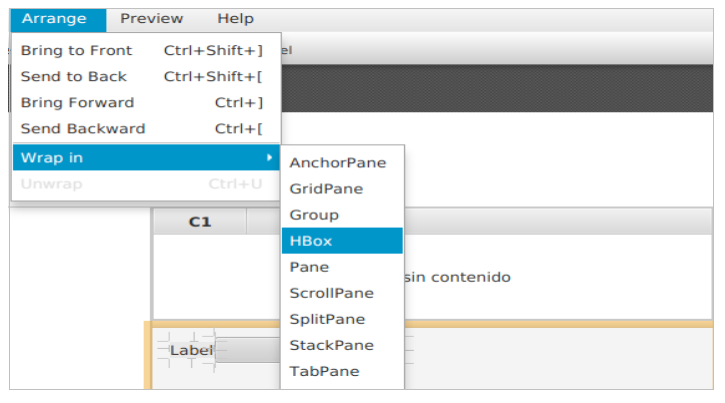 Arrange Preview Help
Bring to Front Ctrl+Shift+]
el
Send to Back Ctrl+Shift+[
Bring Forward Ctrl+]
Send Backward Ctrl+[
Wrap in
Unwrap Ctrl+U
AnchorPane
GridPane
Group
HBox
Pane
ScrollPane
SplitPane
StackPane
TabPane
C1
sin contenido
Label